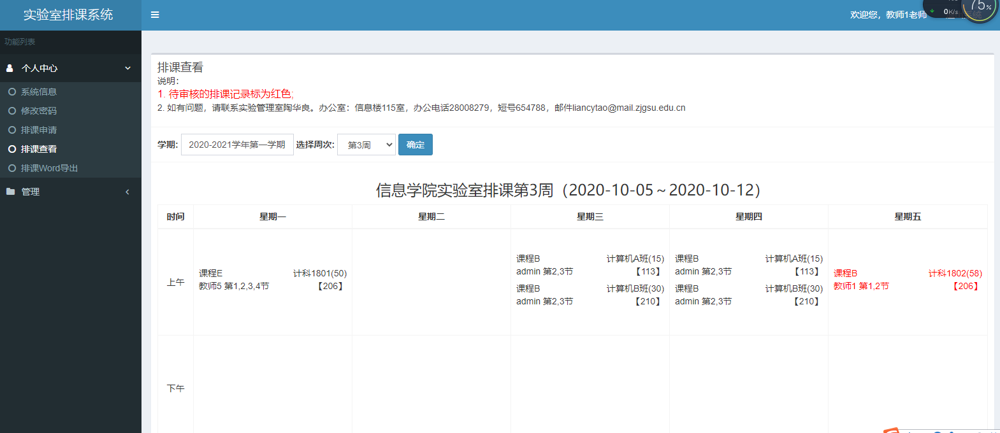 实验室排课系统
欢迎您，教师1老师
0K/s
75%
功能列表
个人中心
系统信息
修改密码
排课申请
排课查看
排课Word导出
管理
排课查看
说明：
1. 待审核的排课记录标为红色;
2. 如有问题，请联系实验管理室陶华良。办公室：信息楼115室，办公电话28008279，短号654788，邮件liancytao@mail.zjgsu.edu.cn
学期: 2020-2021学年第一学期 选择周次: 第3周 确定
信息学院实验室排课第3周（2020-10-05～2020-10-12）
时间 星期一 星期二 星期三 星期四 星期五
上午
课程E 计科1801(50)
教师5 第1,2,3,4节 【206】
课程B 计算机A班(15)
admin 第2,3节 【113】
课程B 计算机B班(30)
admin 第2,3节 【210】
课程B 计算机A班(15)
admin 第2,3节 【113】
课程B 计算机B班(30)
admin 第2,3节 【210】
课程B 计科1802(58)
教师1 第1,2节 【206】
下午